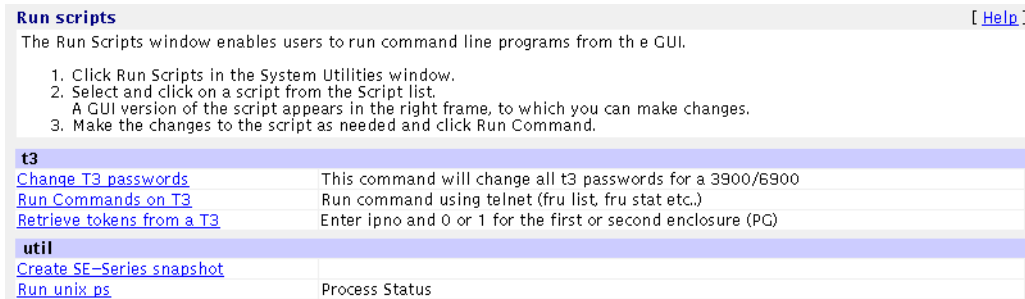 Run scripts [ Help ]
The Run Scripts window enables users to run command line programs from th e GUI.
1. Click Run Scripts in the System Utilities window.
2. Select and click on a script from the Script list.
A GUI version of the script appears in the right frame, to which you can make changes.
3. Make the changes to the script as needed and click Run Command.
t3
Change T3 passwords This command will change all t3 passwords for a 3900/6900
Run Commands on T3 Run command using telnet (fru list, fru stat etc..)
Retrieve tokens from a T3 Enter ipno and 0 or 1 for the first or second enclosure (PG)
util
Create SE-Series snapshot
Run unix ps Process Status